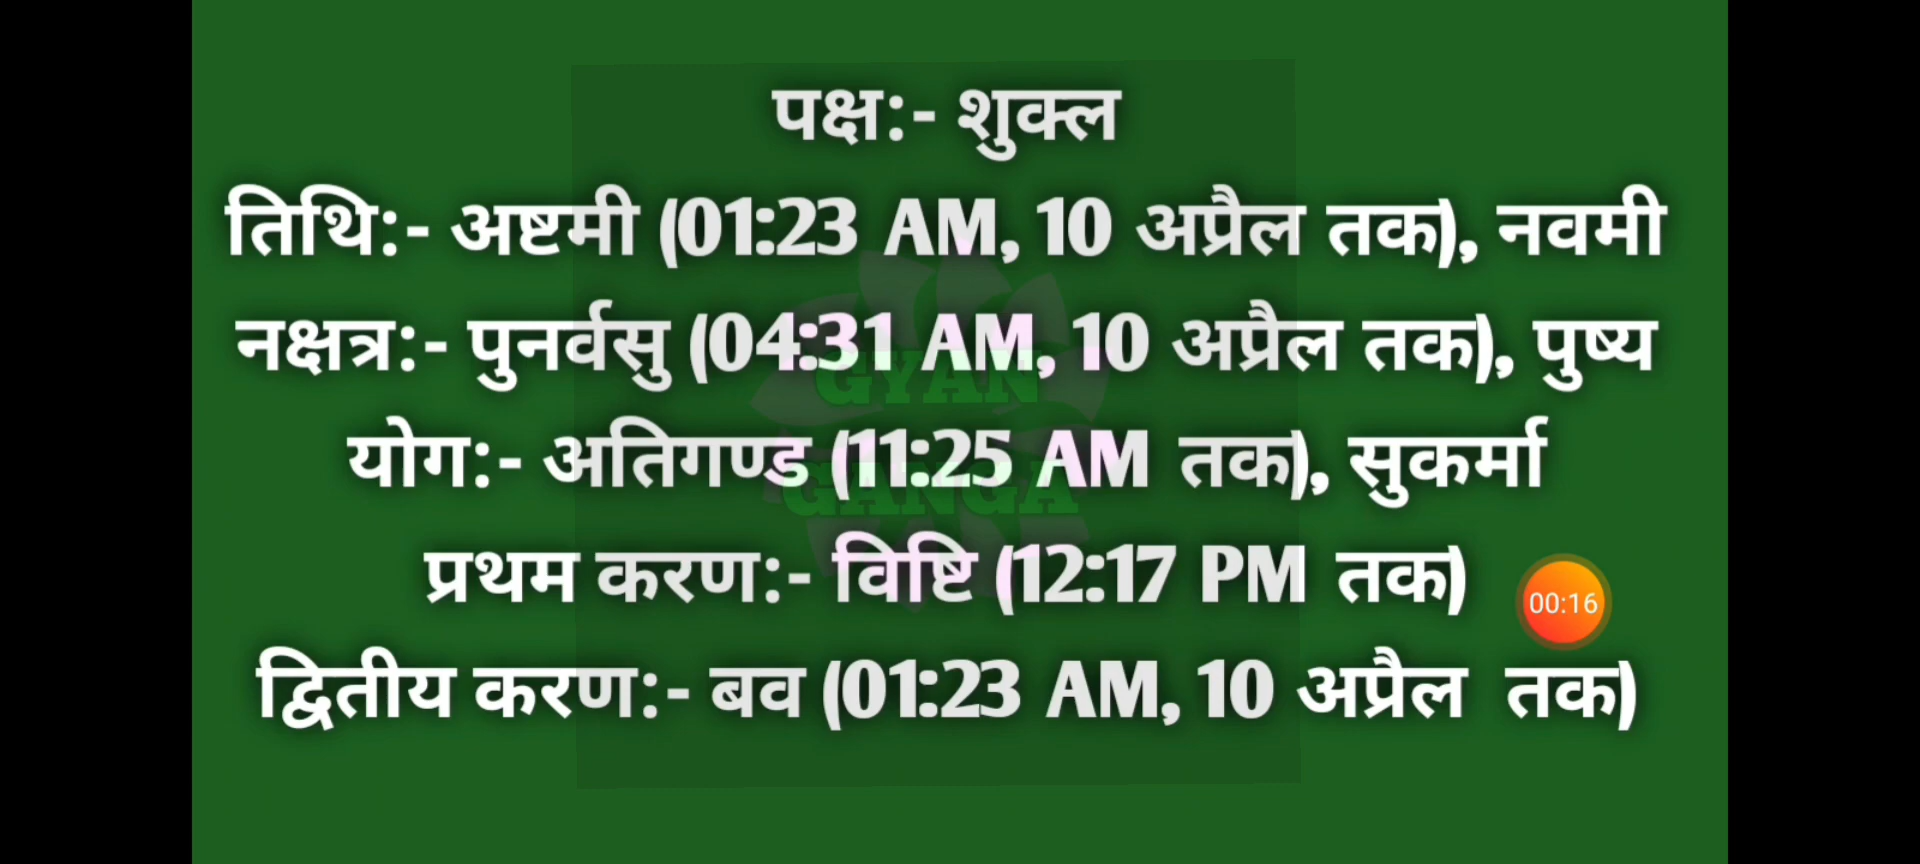 पक्ष:- शुक्ल
तिथि:- अष्टमी (01:23 AM, 10 अप्रैल तक), नवमी
नक्षत्र:- पुनर्वसु (04:31 AM, 10 अप्रैल तक), पुष्य
GYAN
योग:- अतिगण्ड (11:25 AM तक), सुकर्मा
GANGA
प्रथम करण:- विष्टि (12:17 PM तक)
00:16
द्वितीय करण:- बव (01:23 AM, 10 अप्रैल तक)